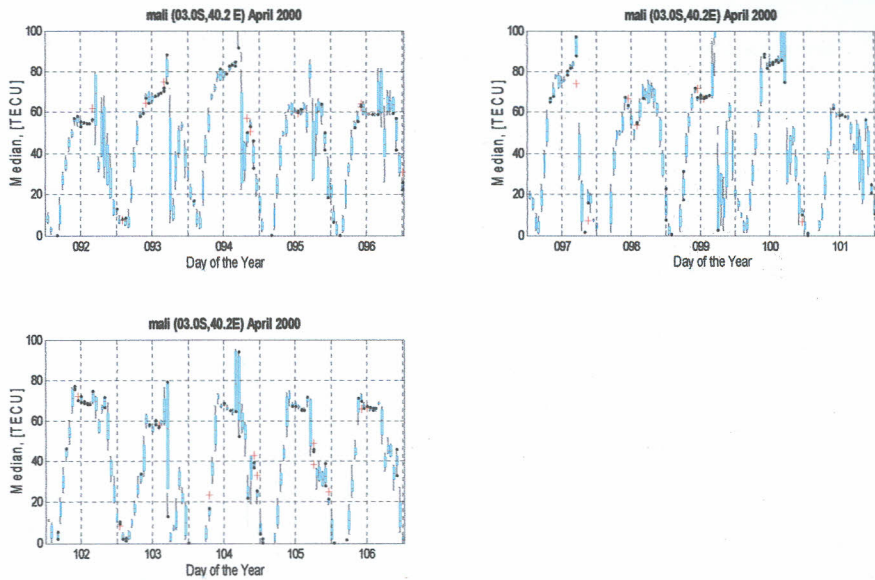 mali (03.0S,40.2 E) April 2000
100
80
60
40
20
0
Median, [TECU]
092 093 094 095 096
Day of the Year
mali (03.0S,40.2E) April 2000
100
80
60
40
20
0
Median, [TECU]
097 098 099 100 101
Day of the Year
mali (03.0S,40.2E) April 2000
100
80
60
40
20
0
Median, [TECU]
102 103 104 105 106
Day of the Year